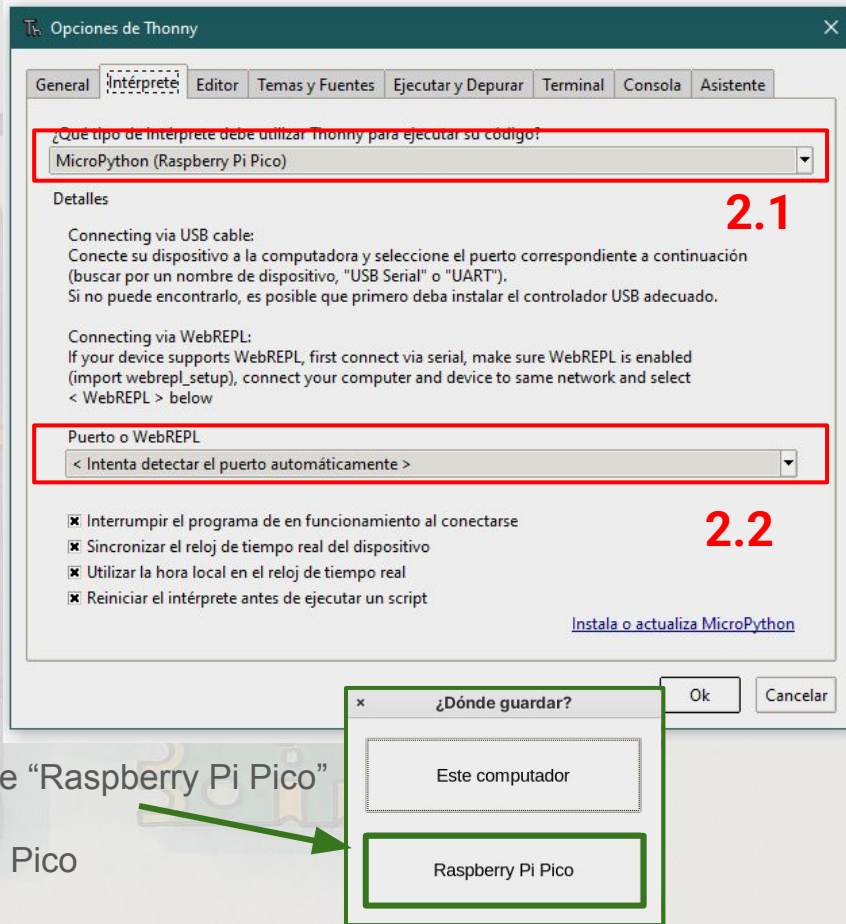 Opciones de Thonny
General Intérprete Editor Temas y Fuentes Ejecutar y Depurar Terminal Consola Asistente
¿Qué tipo de intérprete debe utilizar Thonny para ejecutar su código?
MicroPython (Raspberry Pi Pico)
2.1
Detalles
Connecting via USB cable:
Conecte su dispositivo a la computadora y seleccione el puerto correspondiente a continuación
(buscar por un nombre de dispositivo, "USB Serial" o "UART").
Si no puede encontrarlo, es posible que primero deba instalar el controlador USB adecuado.
Connecting via WebREPL:
If your device supports WebREPL, first connect via serial, make sure WebREPL is enabled
(import webrepl_setup), connect your computer and device to same network and select
< WebREPL > below
Puerto o WebREPL
< Intenta detectar el puerto automáticamente >
2.2
Interrumpir el programa de en funcionamiento al conectarse
Sincronizar el reloj de tiempo real del dispositivo
Utilizar la hora local en el reloj de tiempo real
Reiniciar el intérprete antes de ejecutar un script
Instala o actualiza MicroPython
Ok Cancelar
¿Dónde guardar?
Este computador
Raspberry Pi Pico
e “Raspberry Pi Pico”
Pico